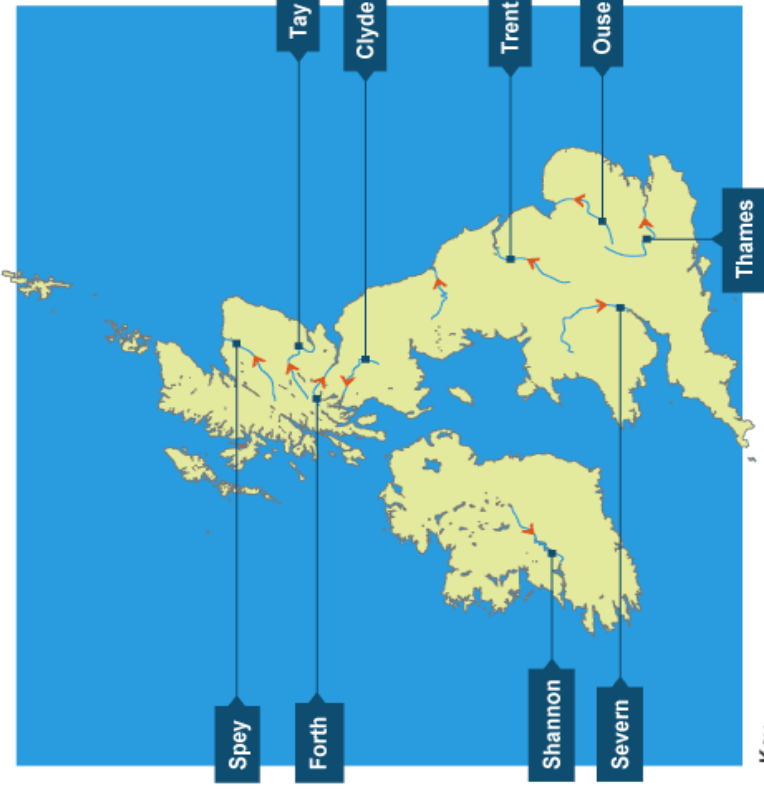 Tay
Clyde
Trent
Ouse
Thames
Spey
Forth
Shannon
Severn